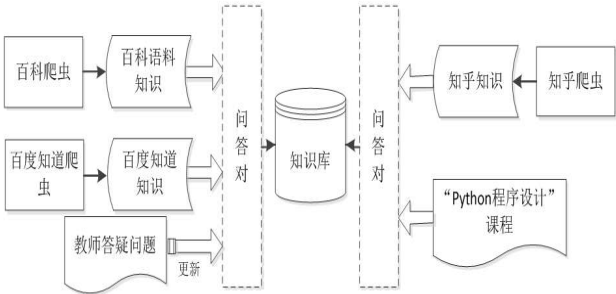 百科爬虫
百科语料
知识
百度知道爬
虫
百度知道
知识
教师答疑问题
更新
问
答
对
知识库
问
答
对
知乎知识
知乎爬虫
“Python程序设计”
课程